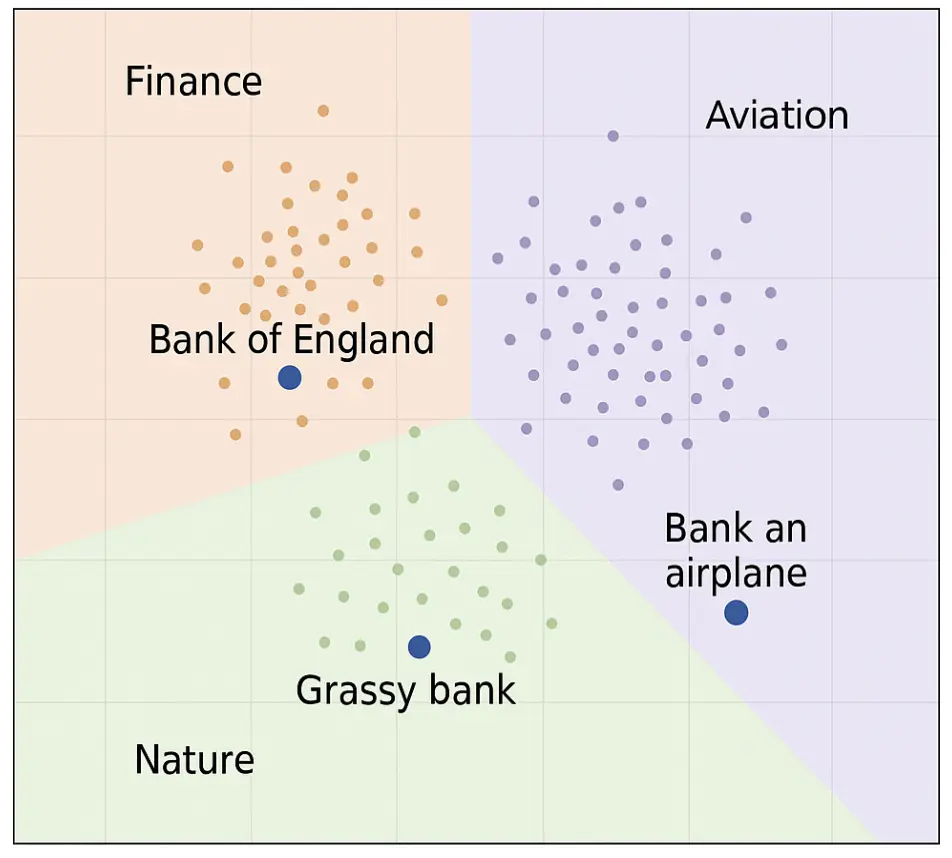 Finance
Aviation
Bank of England
Bank an
airplane
Grassy bank
Nature